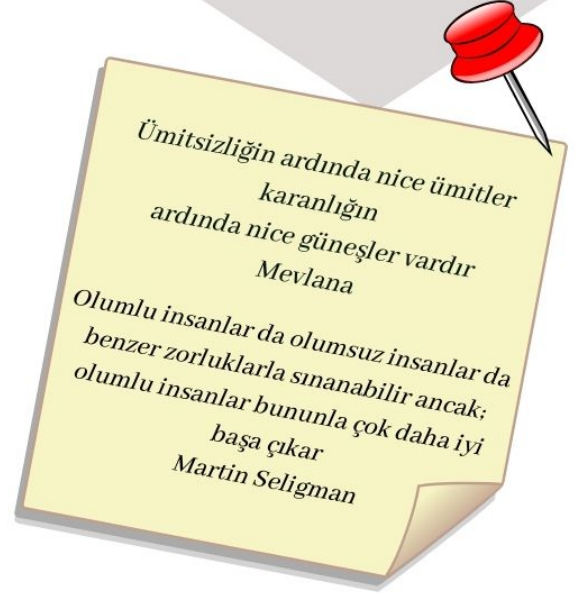 Ümitsizliğin ardında nice ümitler
karanlığın
ardında nice güneşler vardır
Mevlana
Olumlu insanlar da olumsuz insanlar da
benzer zorluklarla sınanabilir ancak;
olumlu insanlar bununla çok daha iyi
başa çıkar
Martin Seligman